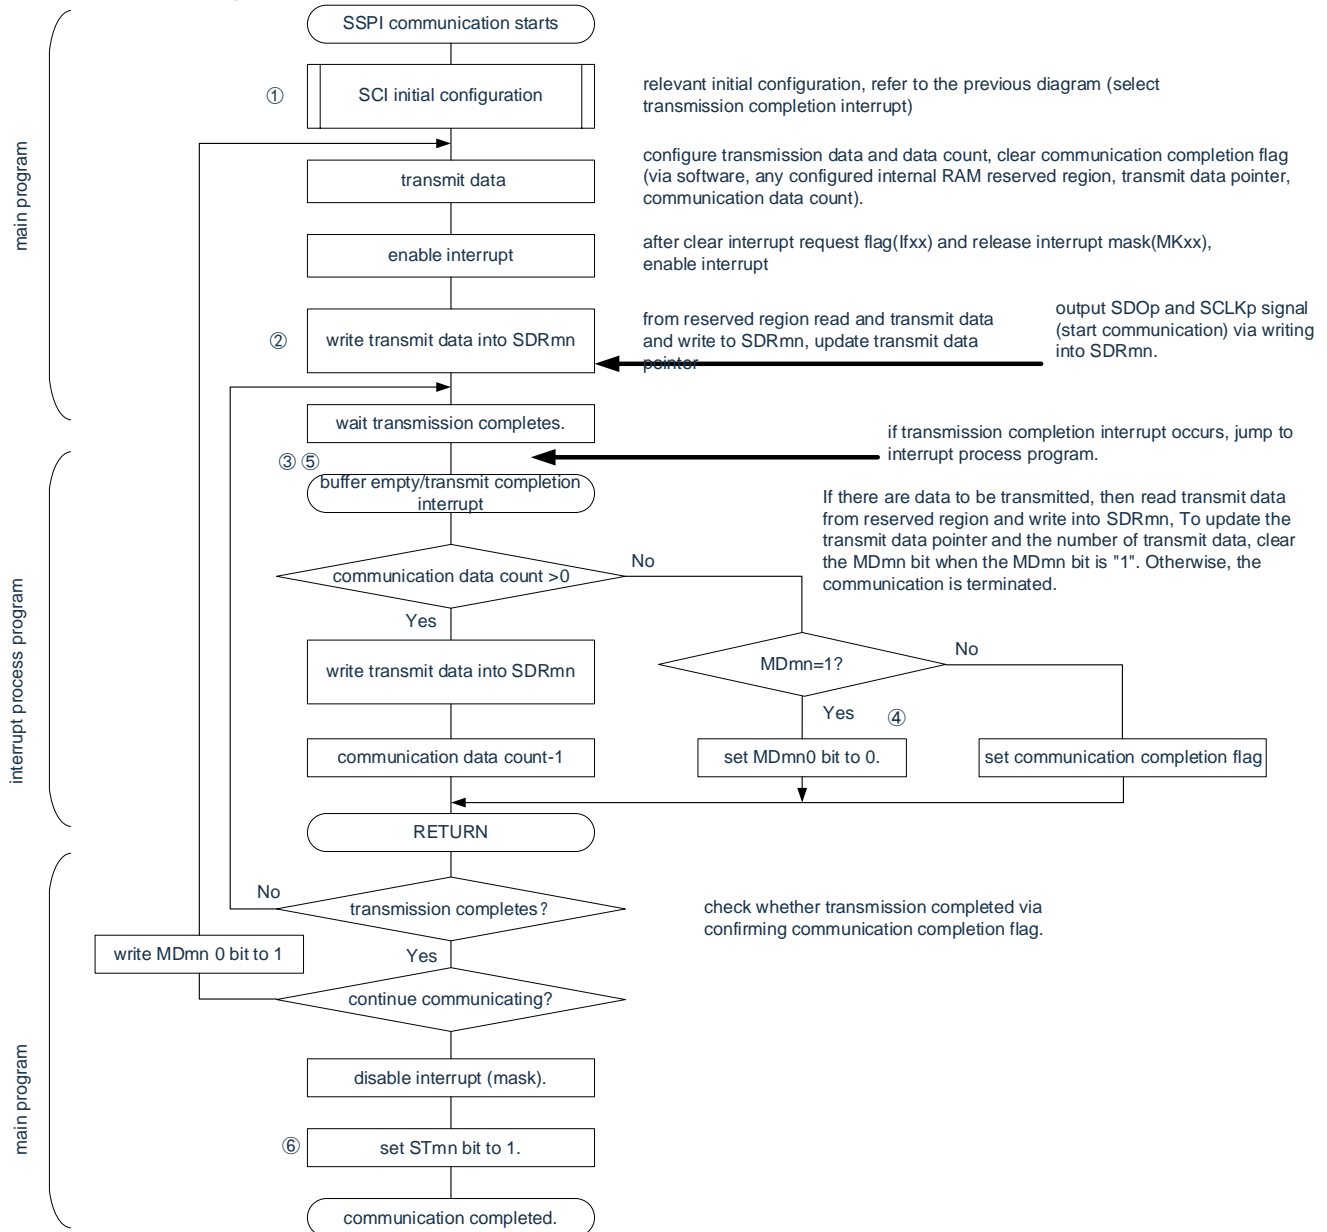 SSPI communication starts
①
SCI initial configuration
relevant initial configuration, refer to the previous diagram (select
transmission completion interrupt)
main program
transmit data
configure transmission data and data count, clear communication completion flag
(via software, any configured internal RAM reserved region, transmit data pointer,
communication data count).
enable interrupt
after clear interrupt request flag(Ifxx) and release interrupt mask(MKxx),
enable interrupt
②
write transmit data into SDRmn
from reserved region read and transmit data
and write to SDRmn, update transmit data
pointer
output SDOp and SCLKp signal
(start communication) via writing
into SDRmn.
wait transmission completes.
if transmission completion interrupt occurs, jump to
interrupt process program.
③ ⑤
buffer empty/transmit completion
interrupt
If there are data to be transmitted, then read transmit data
from reserved region and write into SDRmn, To update the
transmit data pointer and the number of transmit data, clear
the MDmn bit when the MDmn bit is "1". Otherwise, the
communication is terminated.
interrupt process program
communication data count >0
No
Yes
write transmit data into SDRmn
MDmn=1?
No
Yes
④
communication data count-1
set MDmn0 bit to 0.
set communication completion flag
RETURN
main program
No
transmission completes?
check whether transmission completed via
confirming communication completion flag.
write MDmn 0 bit to 1
Yes
continue communicating?
disable interrupt (mask).
⑥
set STmn bit to 1.
communication completed.